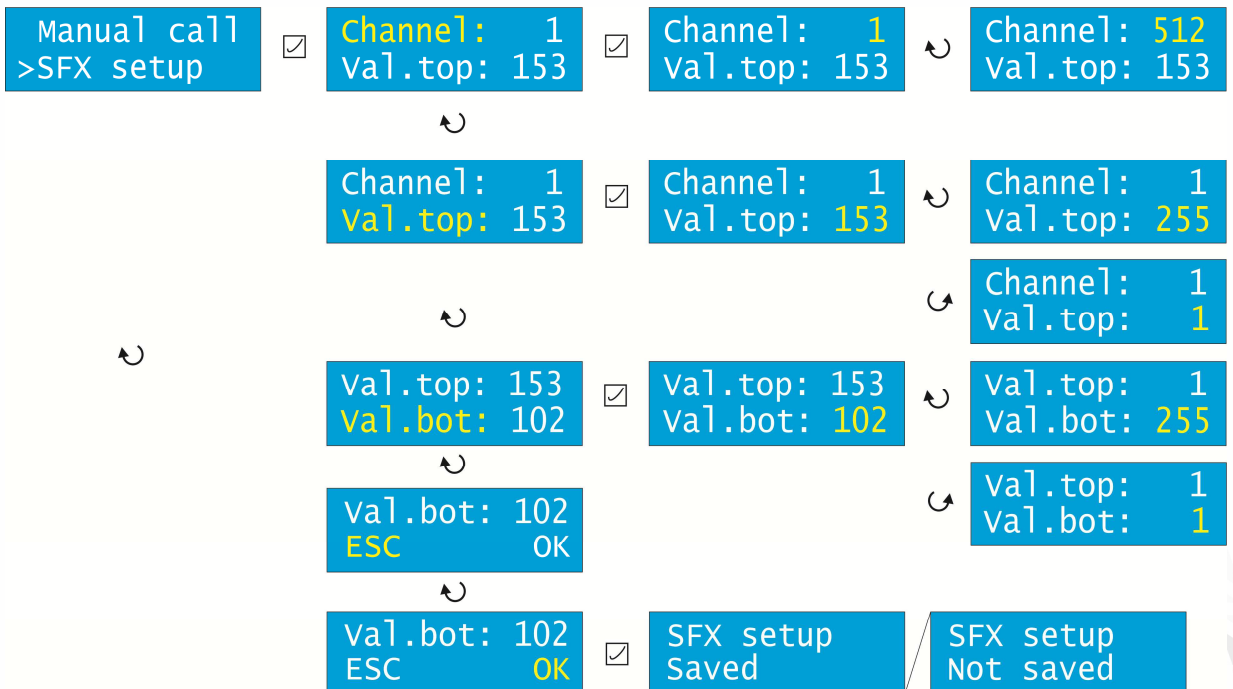 Manual call
>SFX setup
Channel: 1
Val.top: 153
Channel: 1
Val.top: 153
Channel: 512
Val.top: 153
Channel: 1
Val.top: 153
Channel: 1
Val.top: 153
Channel: 1
Val.top: 255
Channel: 1
Val.top: 1
Val.top: 153
Val.bot: 102
Val.top: 153
Val.bot: 102
Val.top: 1
Val.bot: 255
Val.top: 1
Val.bot: 1
Val.bot: 102
ESC OK
Val.bot: 102
ESC OK
SFX setup
Saved
SFX setup
Not saved